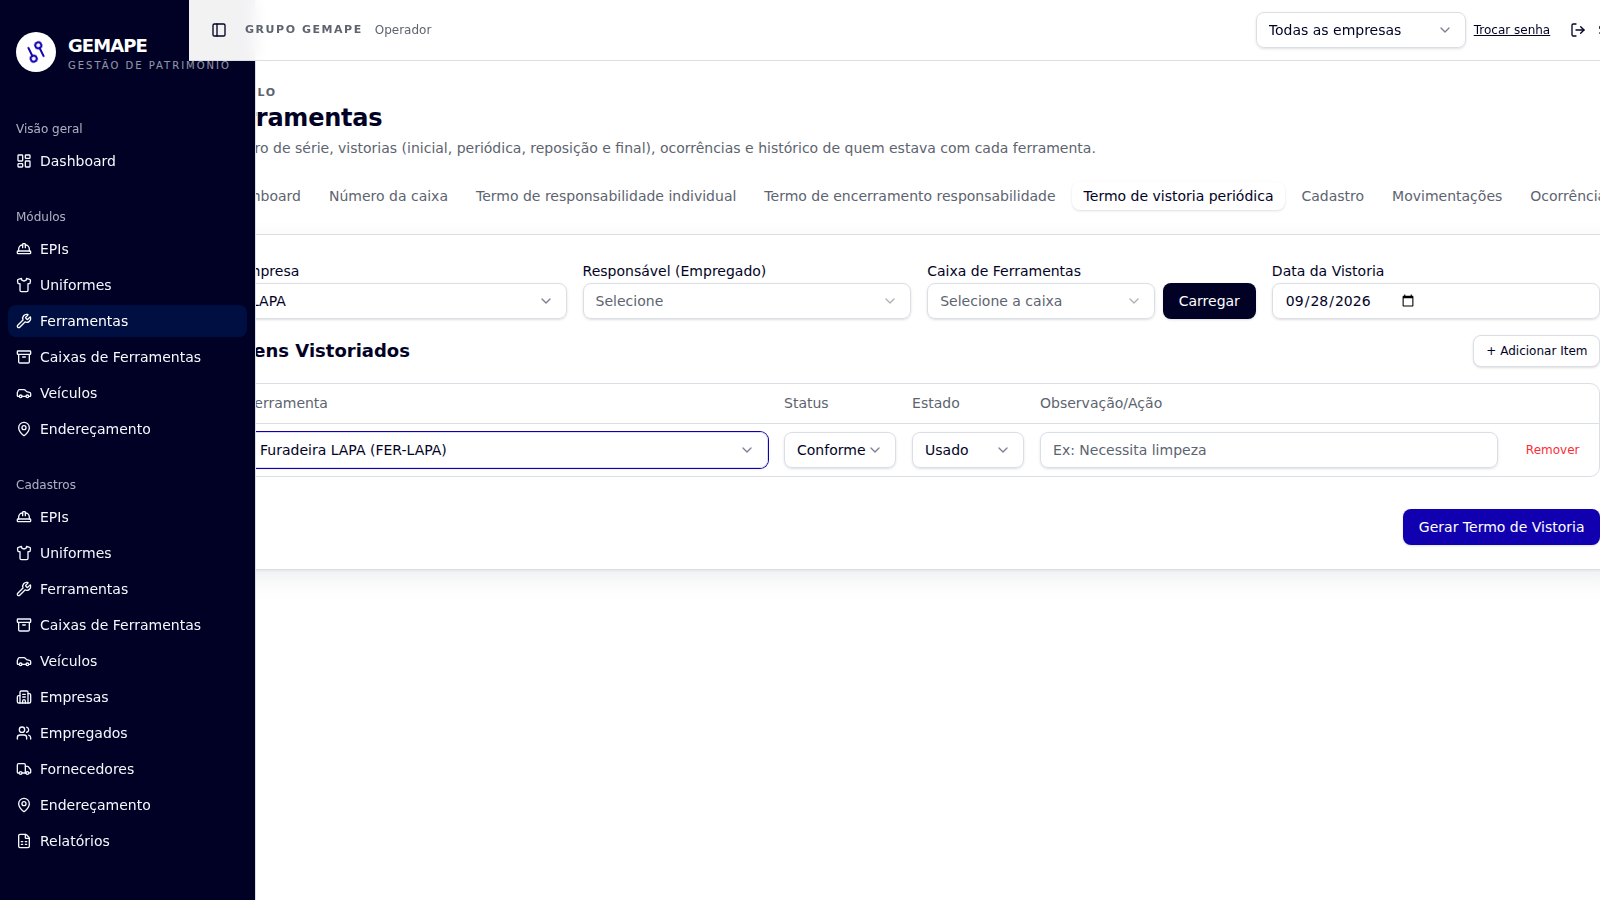 GEMAPE
GESTÃO DE PATRIMÔNIO
GRUPO GEMAPE Operador
Todas as empresas
Trocar senha
Visão geral
Dashboard
Módulos
EPIs
Uniformes
Ferramentas
Caixas de Ferramentas
Veículos
Endereçamento
Cadastros
EPIs
Uniformes
Ferramentas
Caixas de Ferramentas
Veículos
Empresas
Empregados
Fornecedores
Endereçamento
Relatórios
LO
ramentas
ro de série, vistorias (inicial, periódica, reposição e final), ocorrências e histórico de quem estava com cada ferramenta.
nboard Número da caixa Termo de responsabilidade individual Termo de encerramento responsabilidade Termo de vistoria periódica Cadastro Movimentações Ocorrência
mpresa Responsável (Empregado) Caixa de Ferramentas Data da Vistoria
LAPA Selecione Selecione a caixa Carregar 09/28/2026
ens Vistoriados + Adicionar Item
erramenta Status Estado Observação/Ação
Furadeira LAPA (FER-LAPA) Conforme Usado Ex: Necessita limpeza Remover
Gerar Termo de Vistoria